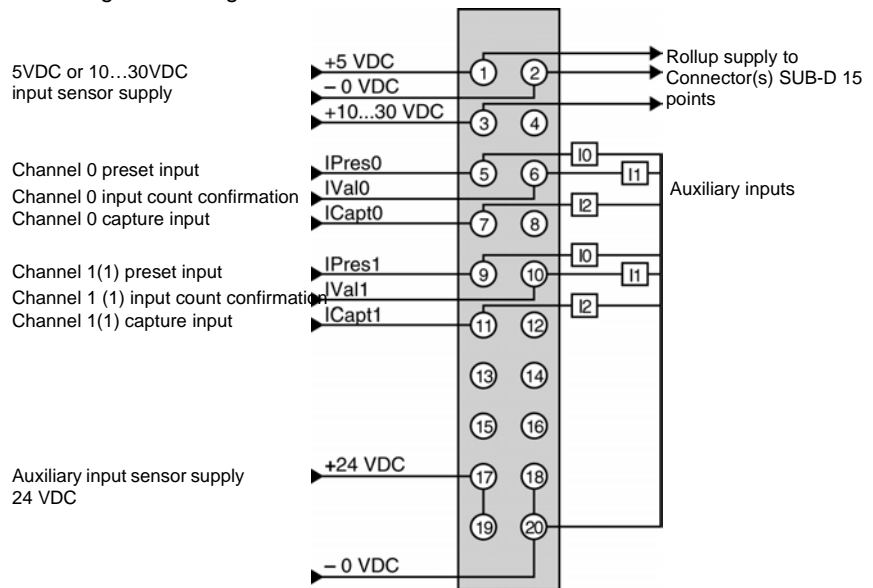 +5 VDC
5VDC or 10...30VDC
input sensor supply
– 0 VDC
+10...30 VDC
1 2
3 4
Rollup supply to
Connector(s) SUB-D 15
points
Channel 0 preset input
IPres0
5 6
I0
I1
Channel 0 input count confirmation
IVal0
Auxiliary inputs
Channel 0 capture input
ICapt0
7 8
I2
Channel 1(1) preset input
IPres1
9 10
I0
I1
Channel 1 (1) input count confirmation
IVal1
Channel 1(1) capture input
ICapt1
11 12
I2
13 14
15 16
Auxiliary input sensor supply
24 VDC
+24 VDC
17 18
19 20
– 0 VDC